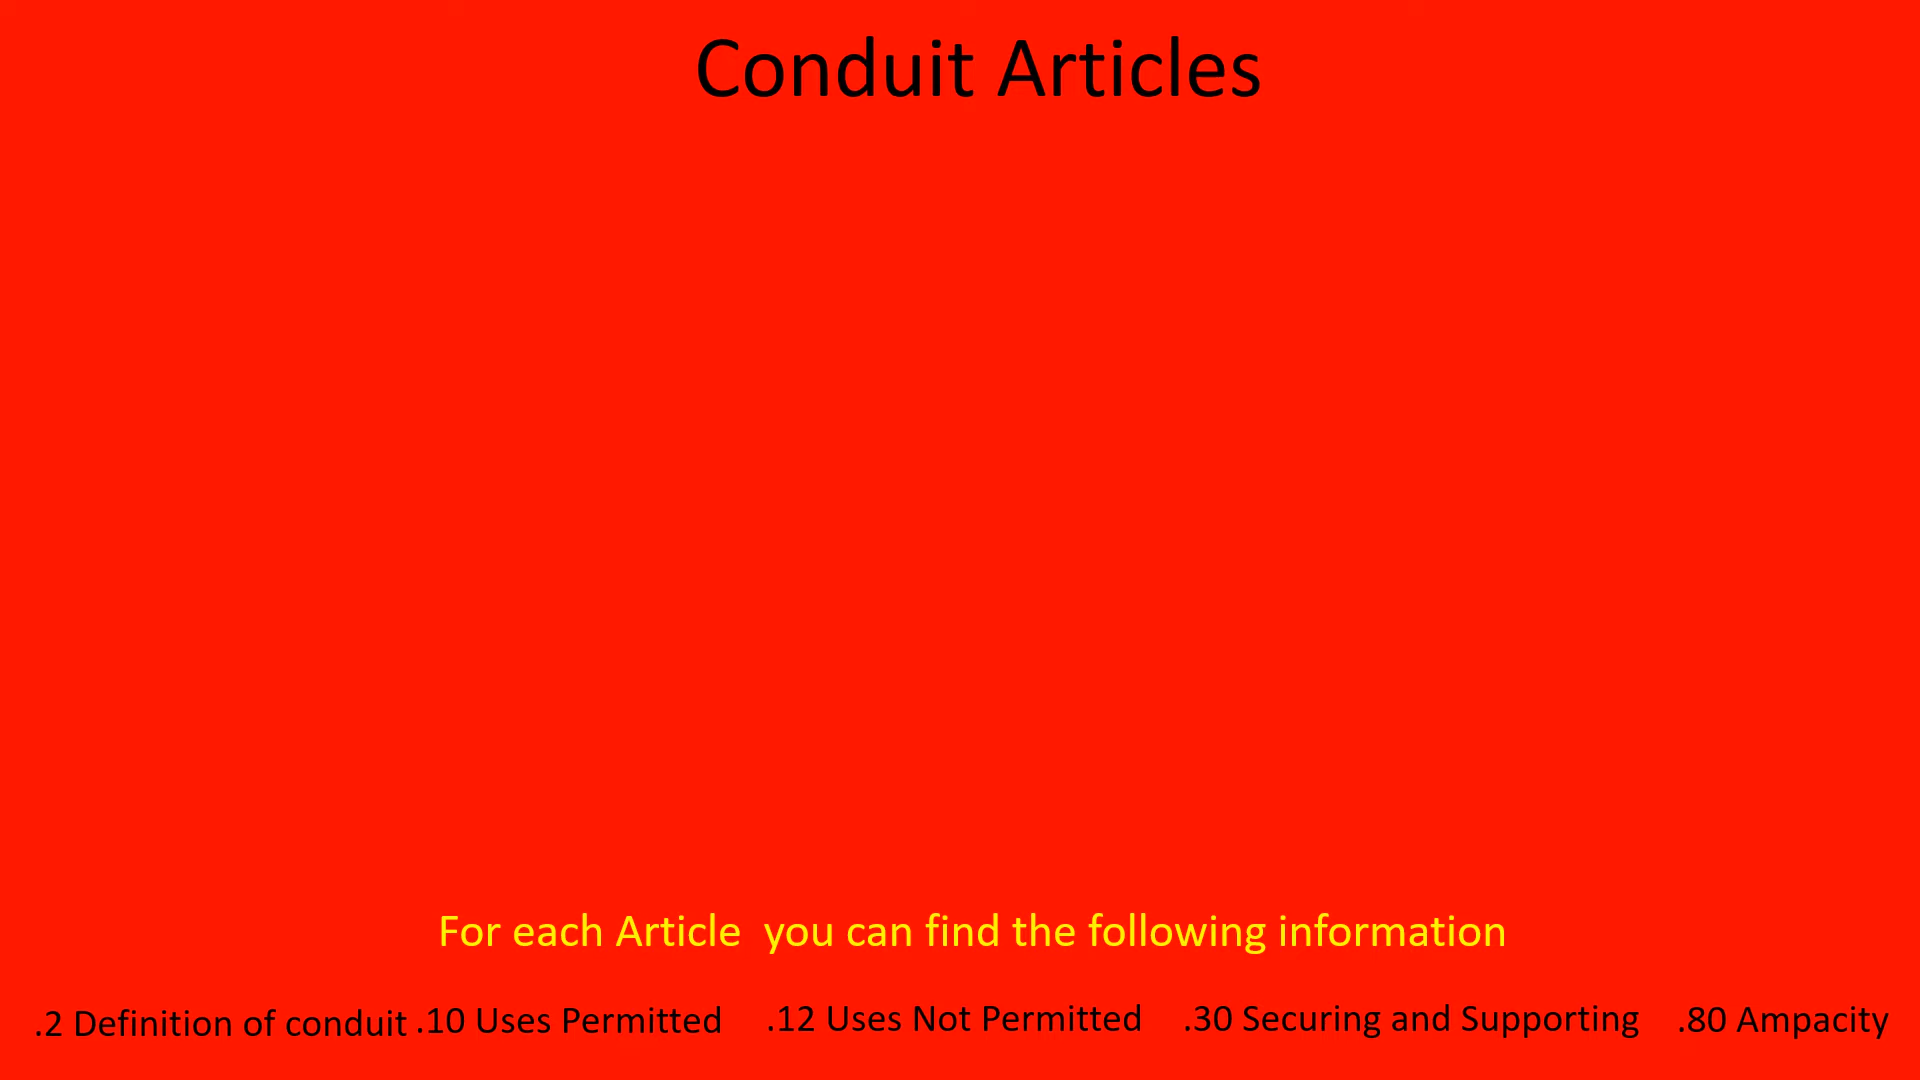 Conduit Articles
For each Article  you can find the following information
.2 Definition of conduit .10 Uses Permitted .12 Uses Not Permitted .30 Securing and Supporting .80 Ampacity